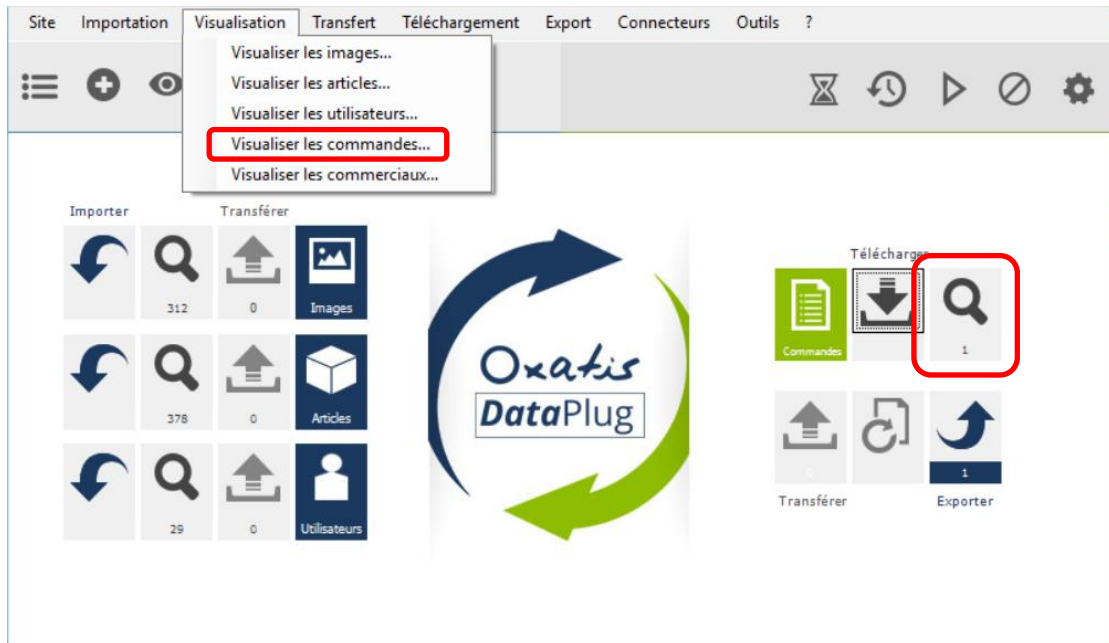 Site Importation Visualisation Transfert Téléchargement Export Connecteurs Outils ?
Visualiser les images...
Visualiser les articles...
Visualiser les utilisateurs...
Visualiser les commandes...
Visualiser les commerciaux...
Importer Transférer
312 0 Images
378 0 Articles
29 0 Utilisateurs
Oxatis
DataPlug
Télécharger
Commandes 1
0 1
Transférer Exporter